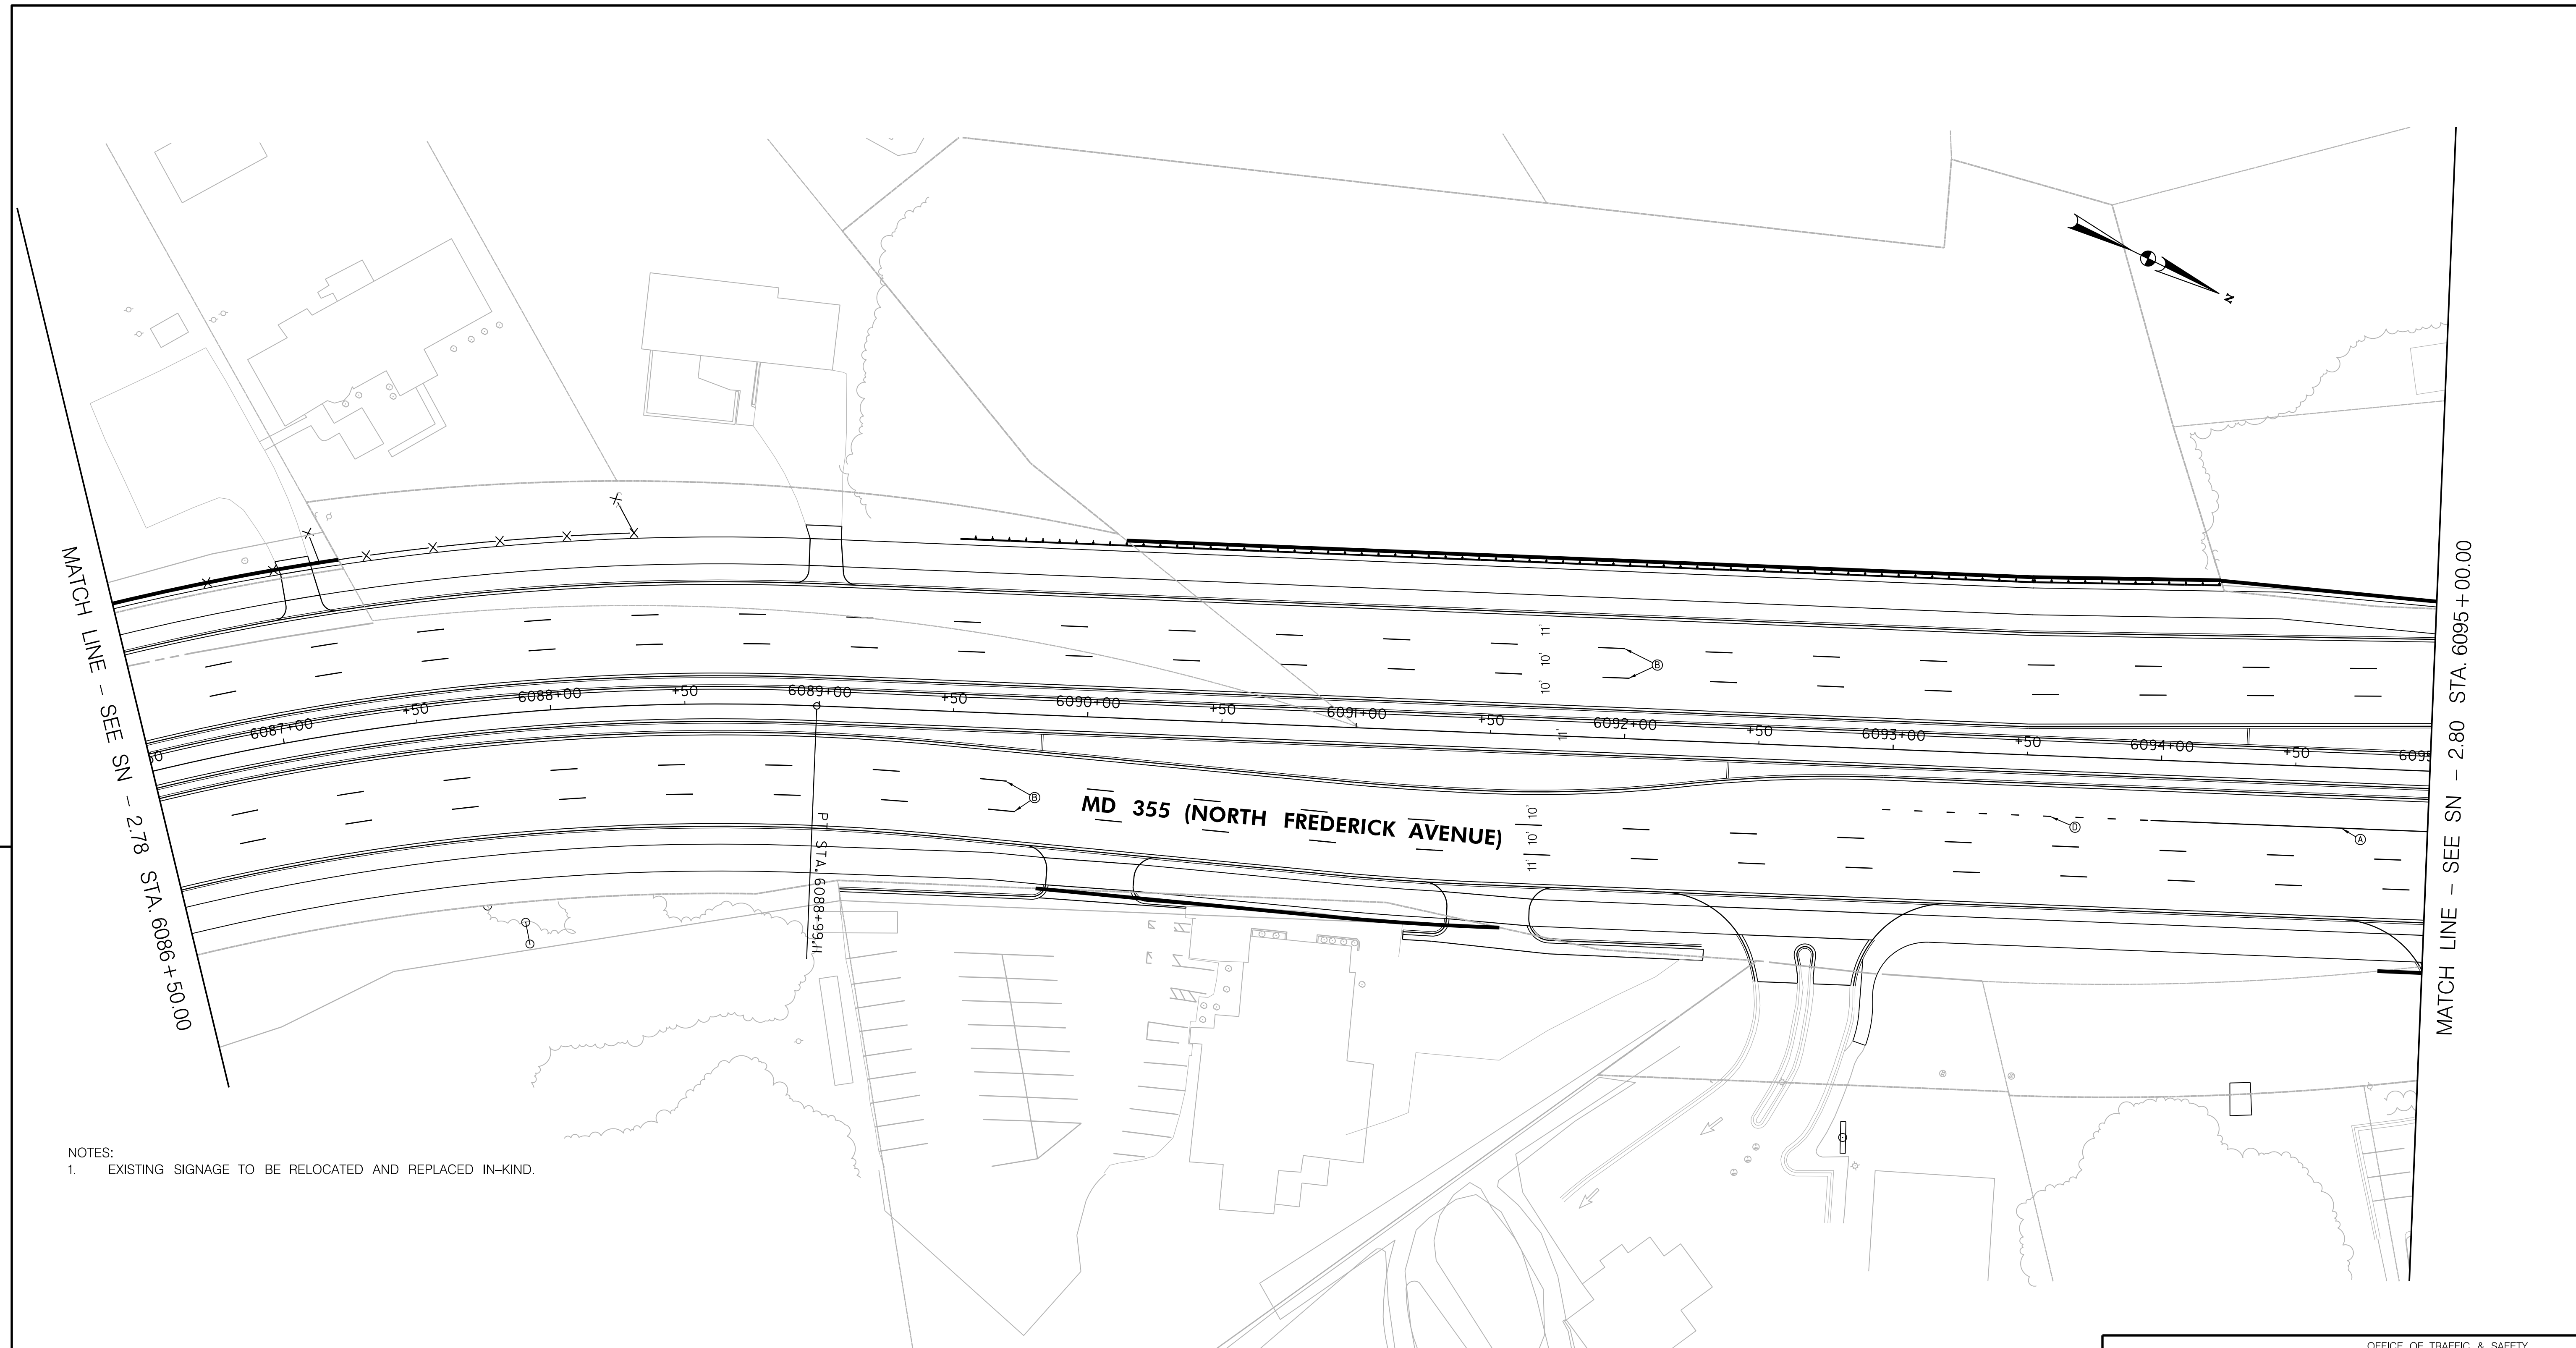 N
MATCH LINE – SEE SN – 2.78 STA. 6086+50.00
MATCH LINE – SEE SN – 2.80 STA. 6095+00.00
11' 10' 10'
B
50
6087+00
+50
6088+00
+50
6089+00
+50
6090+00
+50
6091+00
+50
6092+00
+50
6093+00
+50
6094+00
+50
6095
11'
B
MD 355 (NORTH FREDERICK AVENUE)
PT STA. 6088+99.11
11' 10' 10'
D
A
NOTES:
1. EXISTING SIGNAGE TO BE RELOCATED AND REPLACED IN–KIND.
OFFICE OF TRAFFIC & SAFETY